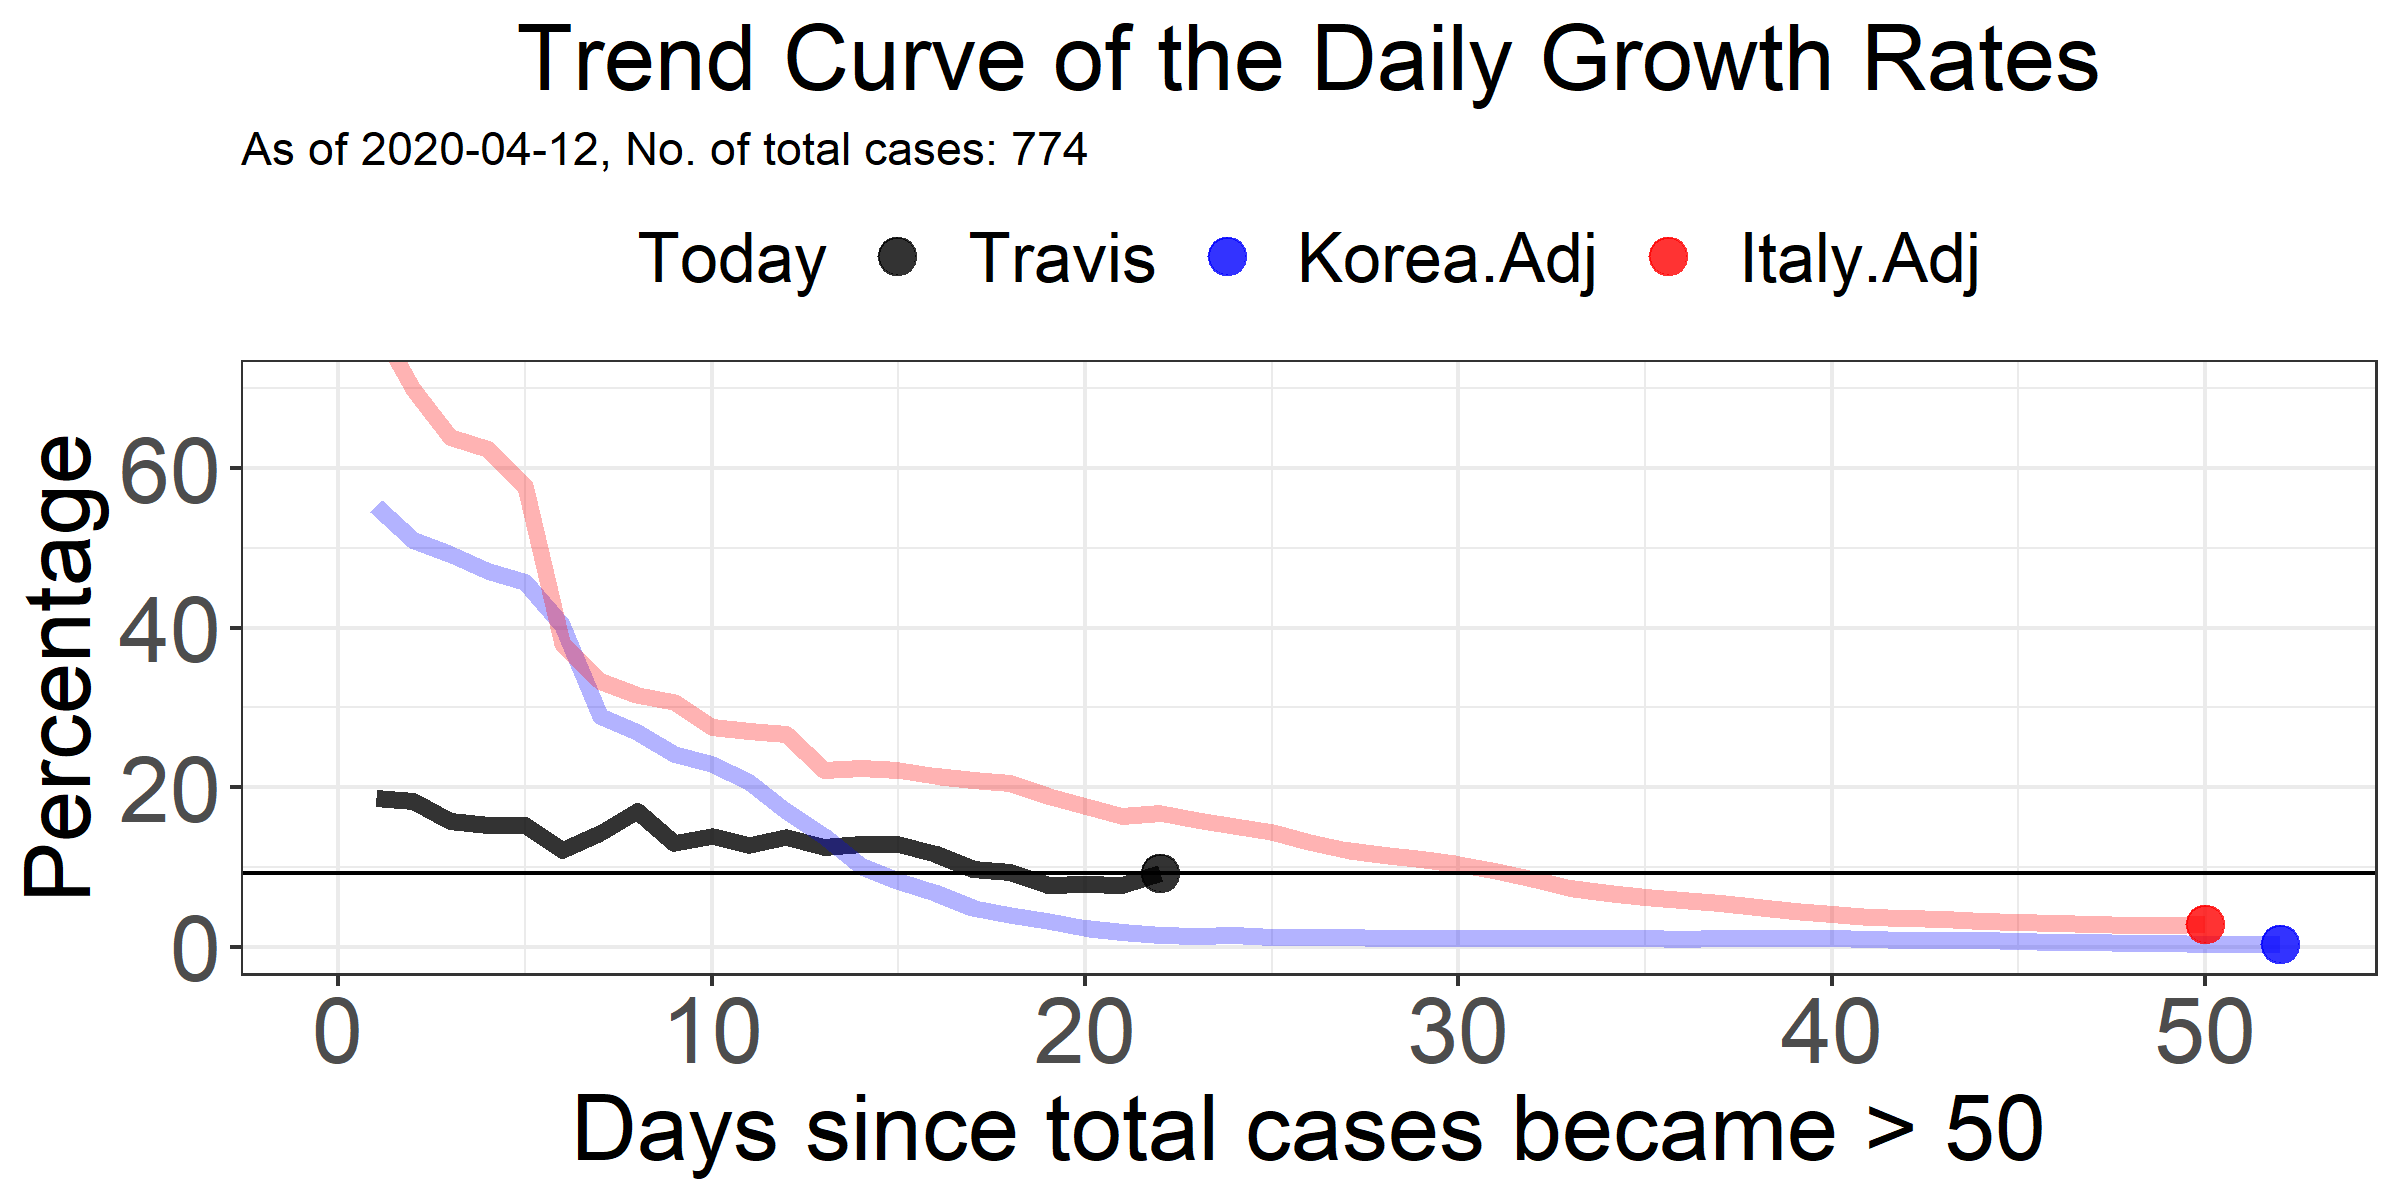 Trend Curve of the Daily Growth Rates
As of 2020-04-12, No. of total cases: 774
Today Travis Korea.Adj Italy.Adj
Percentage
60
40
20
0
0 10 20 30 40 50
Days since total cases became > 50